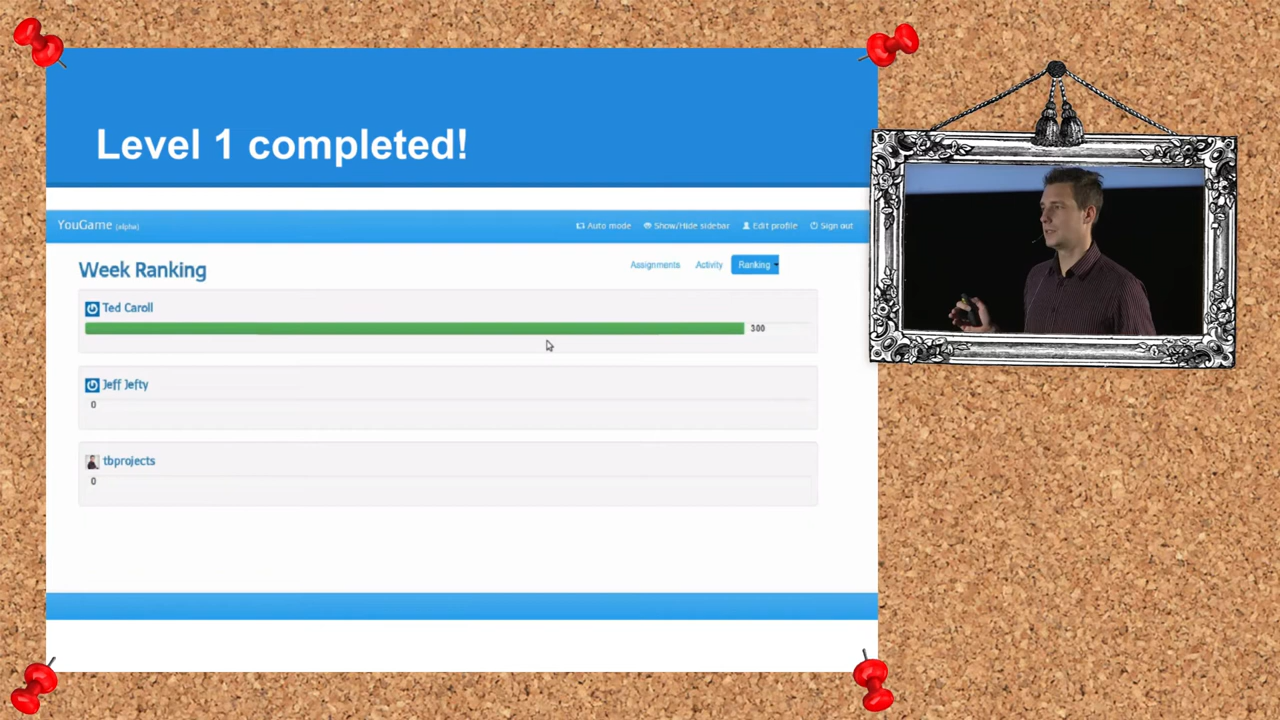 Level 1 completed!
YouGame (alpha) Auto mode Show/Hide sidebar Edit profile Sign out
Week Ranking Assignments Activity Ranking
Ted Caroll
300
Jeff Jefty
0
tbprojects
0